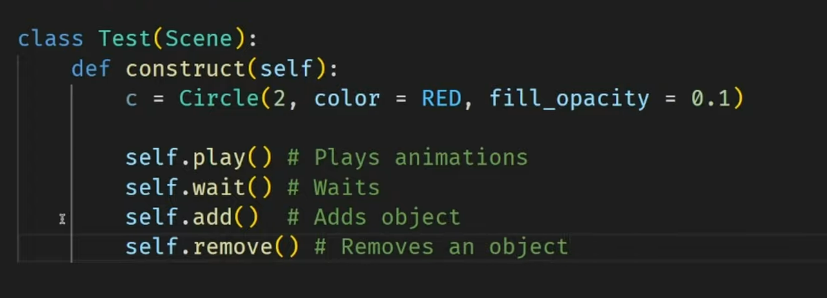 class Test(Scene):
def construct(self):
c = Circle(2, color = RED, fill_opacity = 0.1)
self.play() # Plays animations
self.wait() # Waits
self.add()  # Adds object
self.remove() # Removes an object